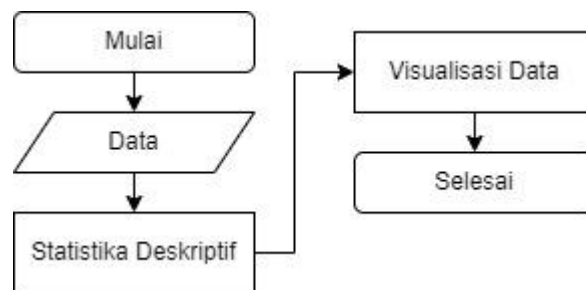 Mulai
Data
Statistika Deskriptif
Visualisasi Data
Selesai